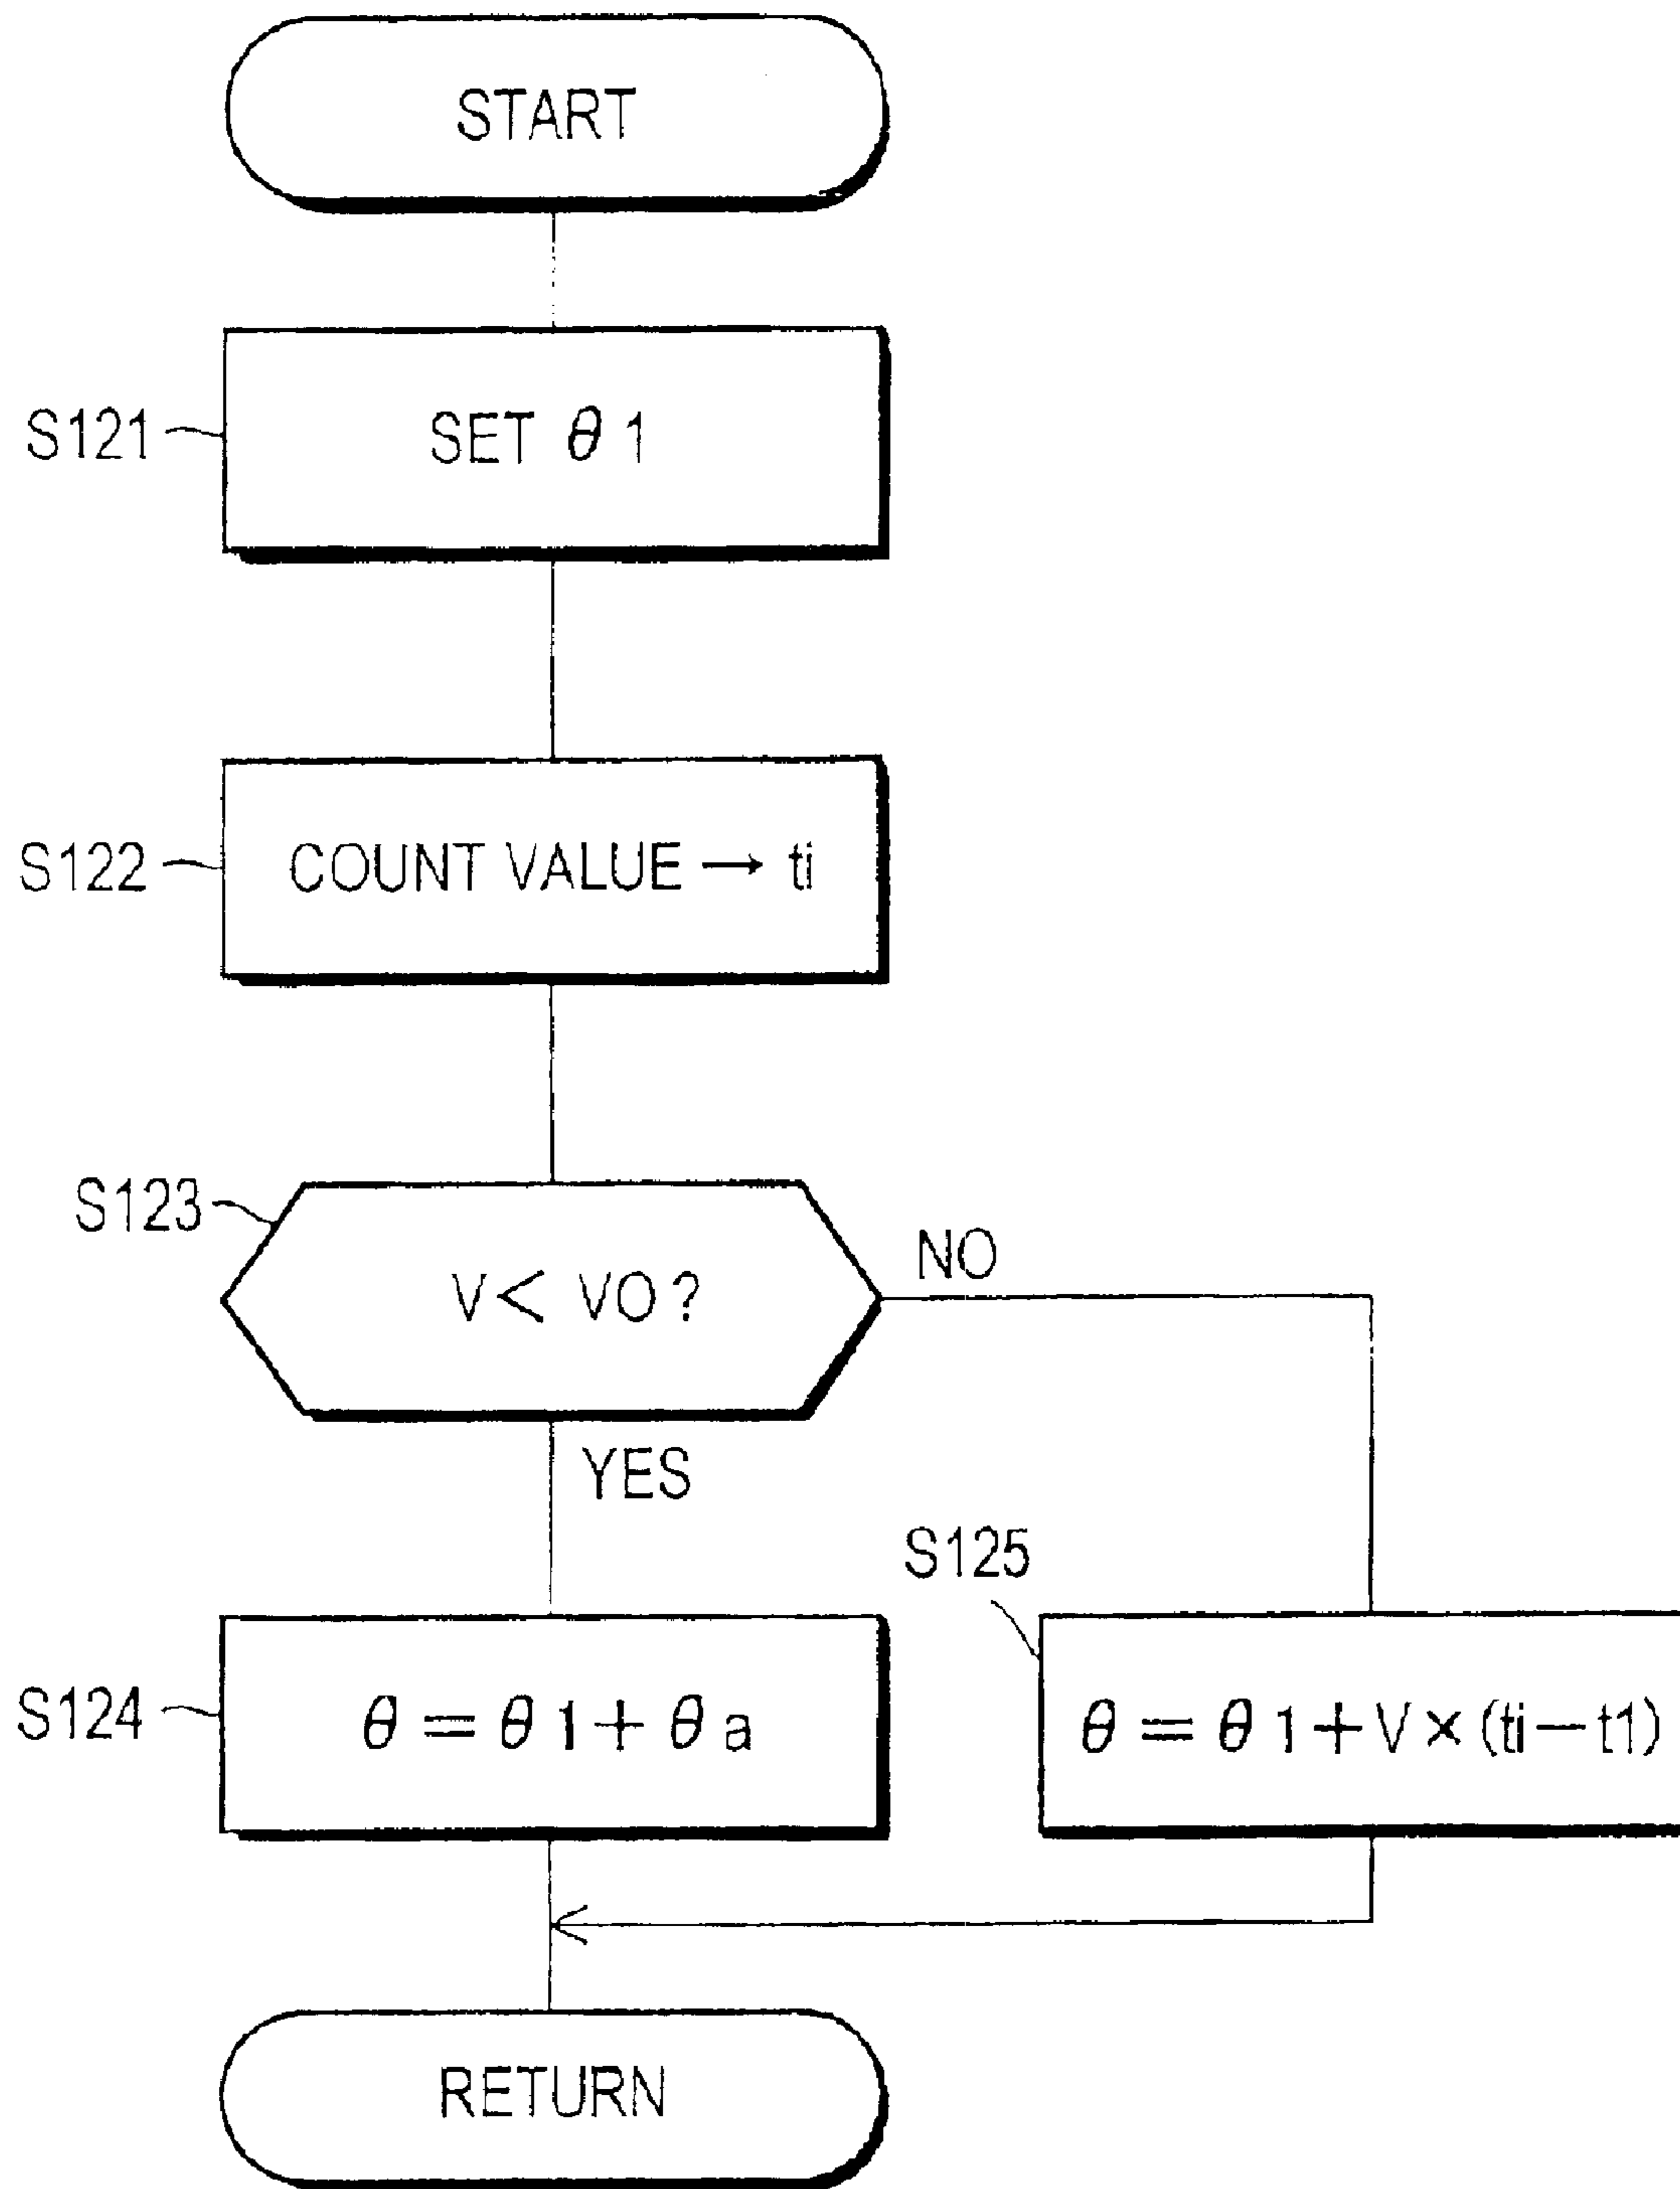 START
S121
SET θ 1
S122
COUNT VALUE → ti
S123
V < VO ?
NO
YES
S125
S124
θ = θ 1 + θ a
θ = θ 1 + V × (ti − t1)
RETURN